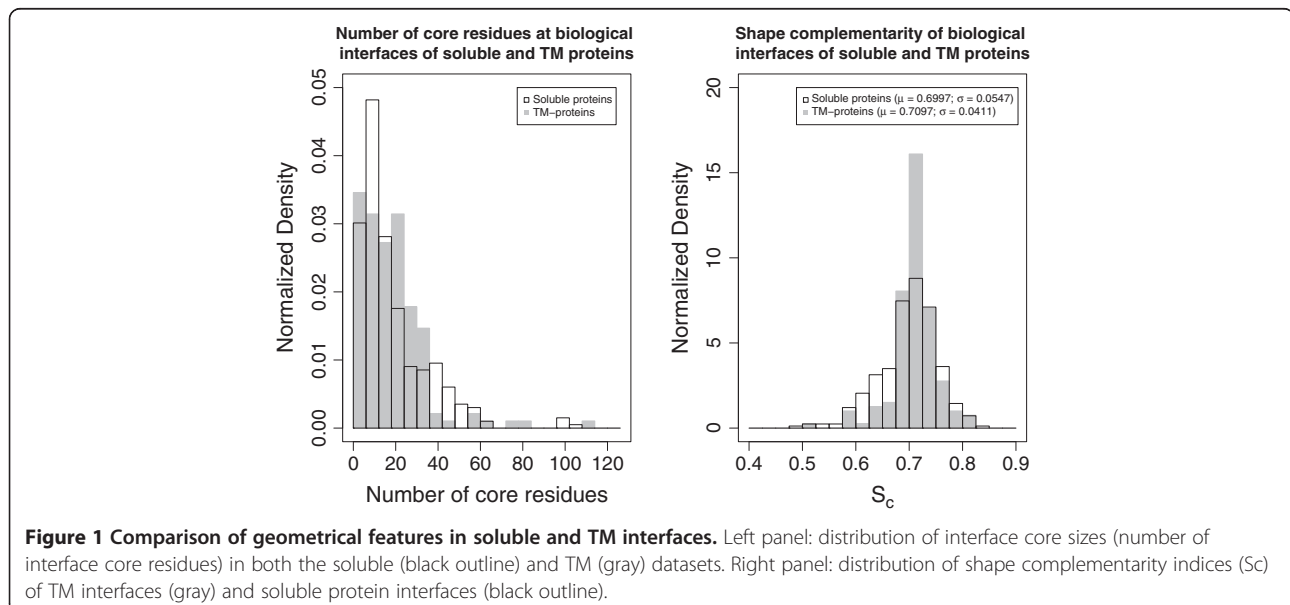 Number of core residues at biological
interfaces of soluble and TM proteins
Normalized Density
0.00 0.01 0.02 0.03 0.04 0.05
Soluble proteins
TM−proteins
0 20 40 60 80 100 120
Number of core residues
Shape complementarity of biological
interfaces of soluble and TM proteins
Normalized Density
0 5 10 15 20
Soluble proteins (μ = 0.6997; σ = 0.0547)
TM−proteins (μ = 0.7097; σ = 0.0411)
0.4 0.5 0.6 0.7 0.8 0.9
Sc
Figure 1 Comparison of geometrical features in soluble and TM interfaces. Left panel: distribution of interface core sizes (number of
interface core residues) in both the soluble (black outline) and TM (gray) datasets. Right panel: distribution of shape complementarity indices (Sc)
of TM interfaces (gray) and soluble protein interfaces (black outline).